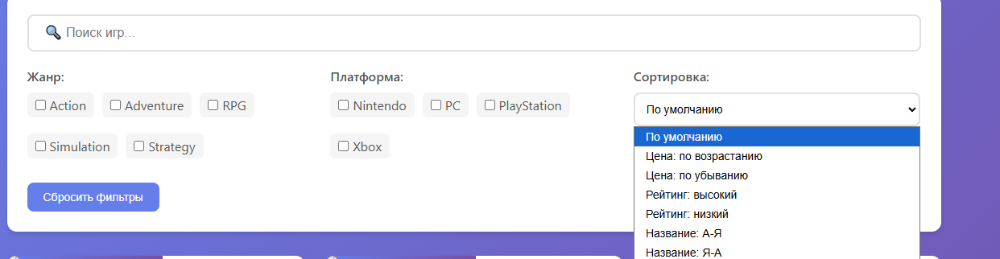 🔍 Поиск игр...
Жанр:
Action Adventure RPG
Simulation Strategy
Платформа:
Nintendo PC PlayStation
Xbox
Сортировка:
По умолчанию
По умолчанию
Цена: по возрастанию
Цена: по убыванию
Рейтинг: высокий
Рейтинг: низкий
Название: А-Я
Название: Я-А
Сбросить фильтры